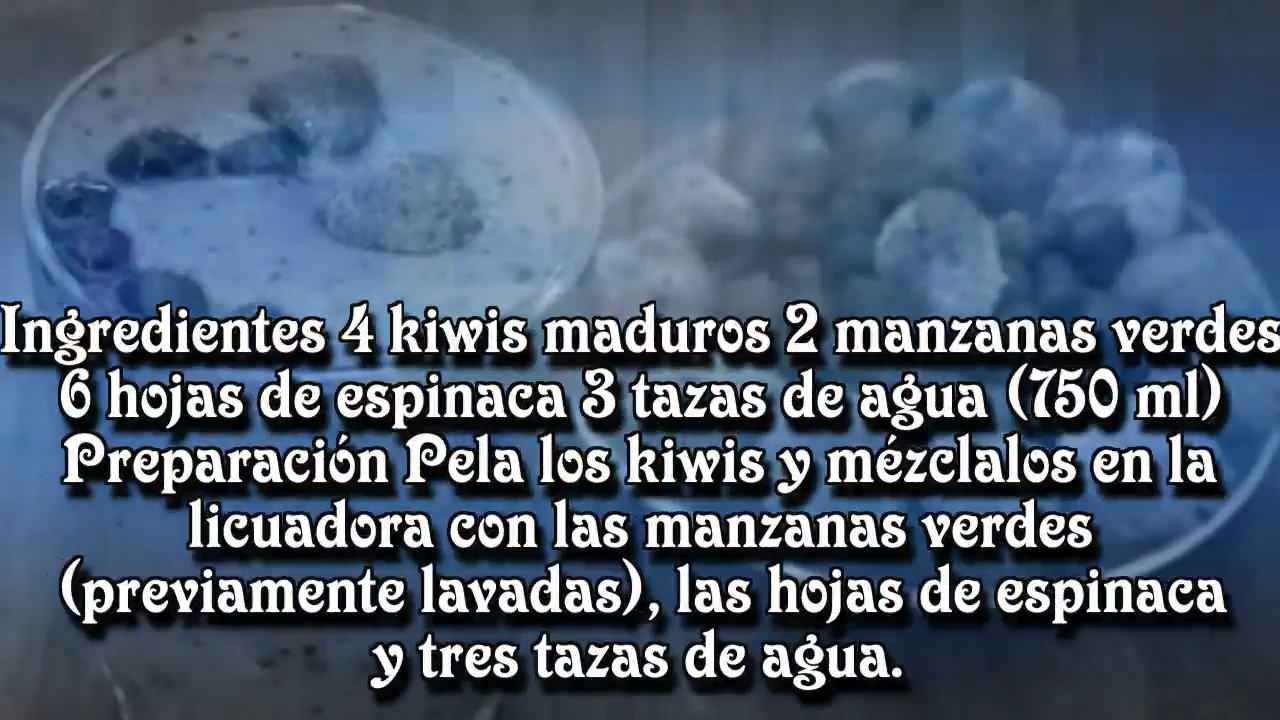 Ingredientes 4 kiwis maduros 2 manzanas verdes
6 hojas de espinaca 3 tazas de agua (750 ml)
Preparación Pela los kiwis y mézclalos en la
licuadora con las manzanas verdes
(previamente lavadas), las hojas de espinaca
y tres tazas de agua.